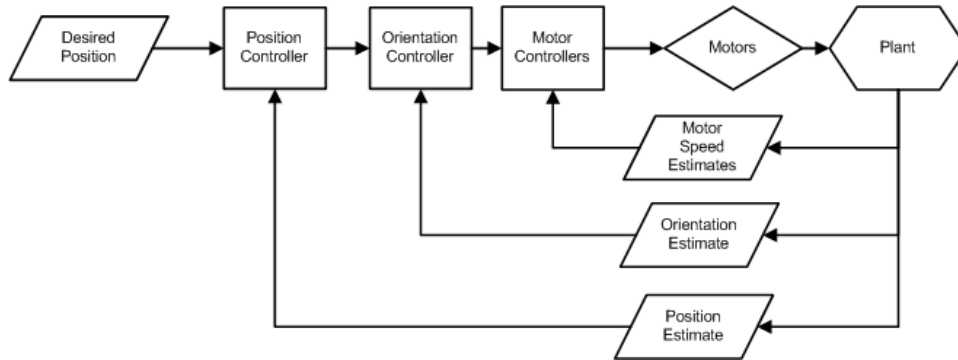 Desired
Position
Position
Controller
Orientation
Controller
Motor
Controllers
Motors
Plant
Motor
Speed
Estimates
Orientation
Estimate
Position
Estimate